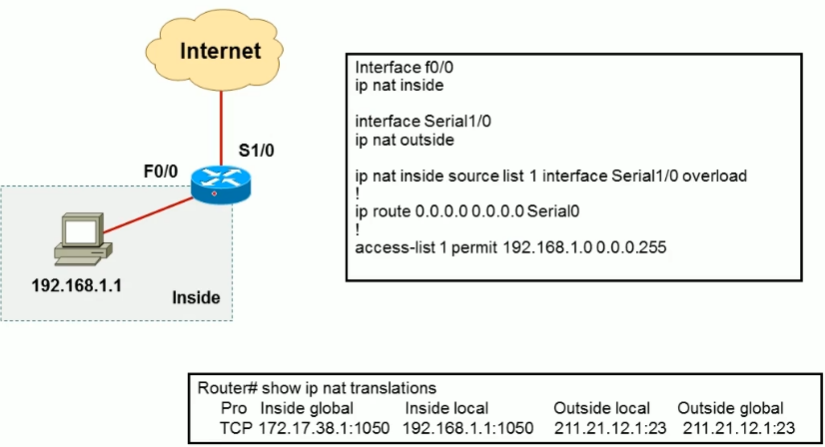 Internet
S1/0
F0/0
192.168.1.1
Inside
Interface f0/0
ip nat inside
interface Serial1/0
ip nat outside
ip nat inside source list 1 interface Serial1/0 overload
!
ip route 0.0.0.0 0.0.0.0 Serial0
!
access-list 1 permit 192.168.1.0 0.0.0.255
Router# show ip nat translations
Pro Inside global Inside local Outside local Outside global
TCP 172.17.38.1:1050 192.168.1.1:1050 211.21.12.1:23 211.21.12.1:23